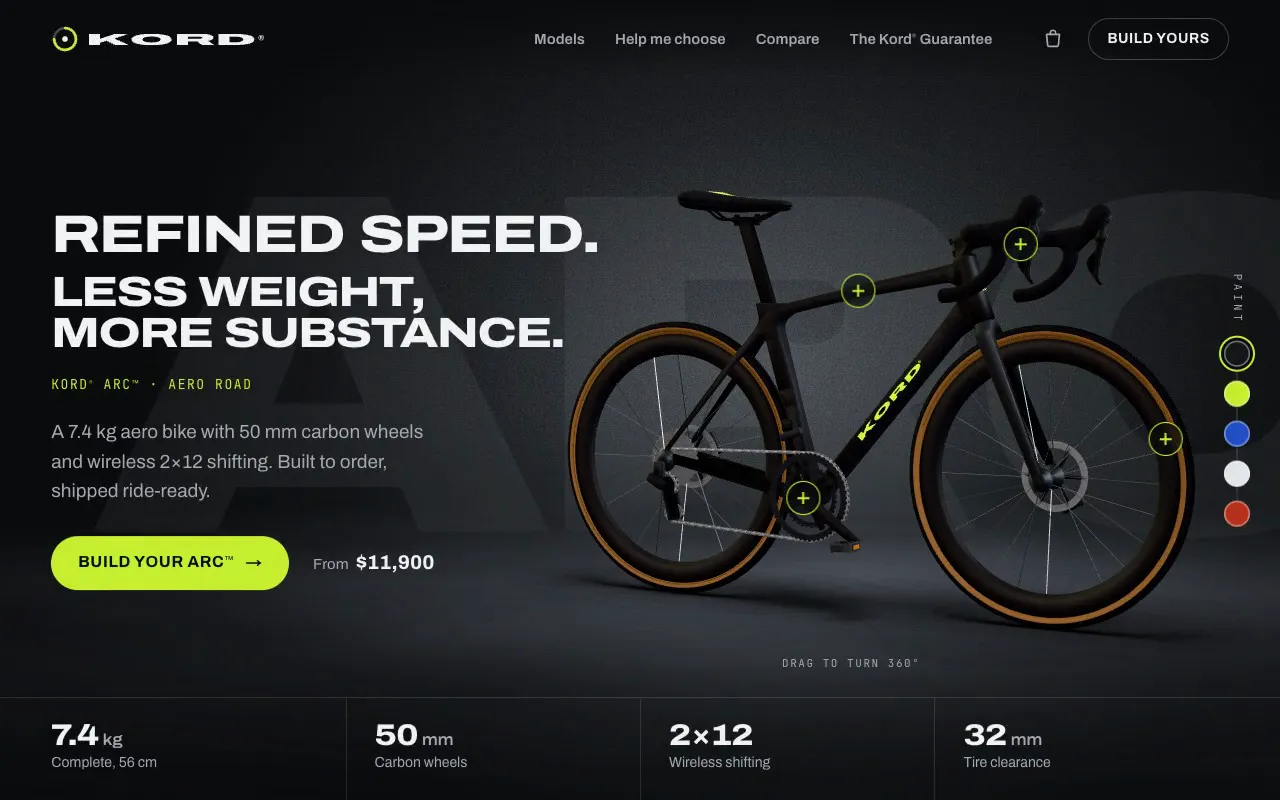 KORD®
Models
Help me choose
Compare
The Kord® Guarantee
BUILD YOURS
ARC
REFINED SPEED.
LESS WEIGHT,
MORE SUBSTANCE.
KORD® ARC™ · AERO ROAD
A 7.4 kg aero bike with 50 mm carbon wheels
and wireless 2×12 shifting. Built to order,
shipped ride-ready.
BUILD YOUR ARC™ →
From $11,900
KORD®
PAINT
DRAG TO TURN 360°
7.4 kg
Complete, 56 cm
50 mm
Carbon wheels
2×12
Wireless shifting
32 mm
Tire clearance